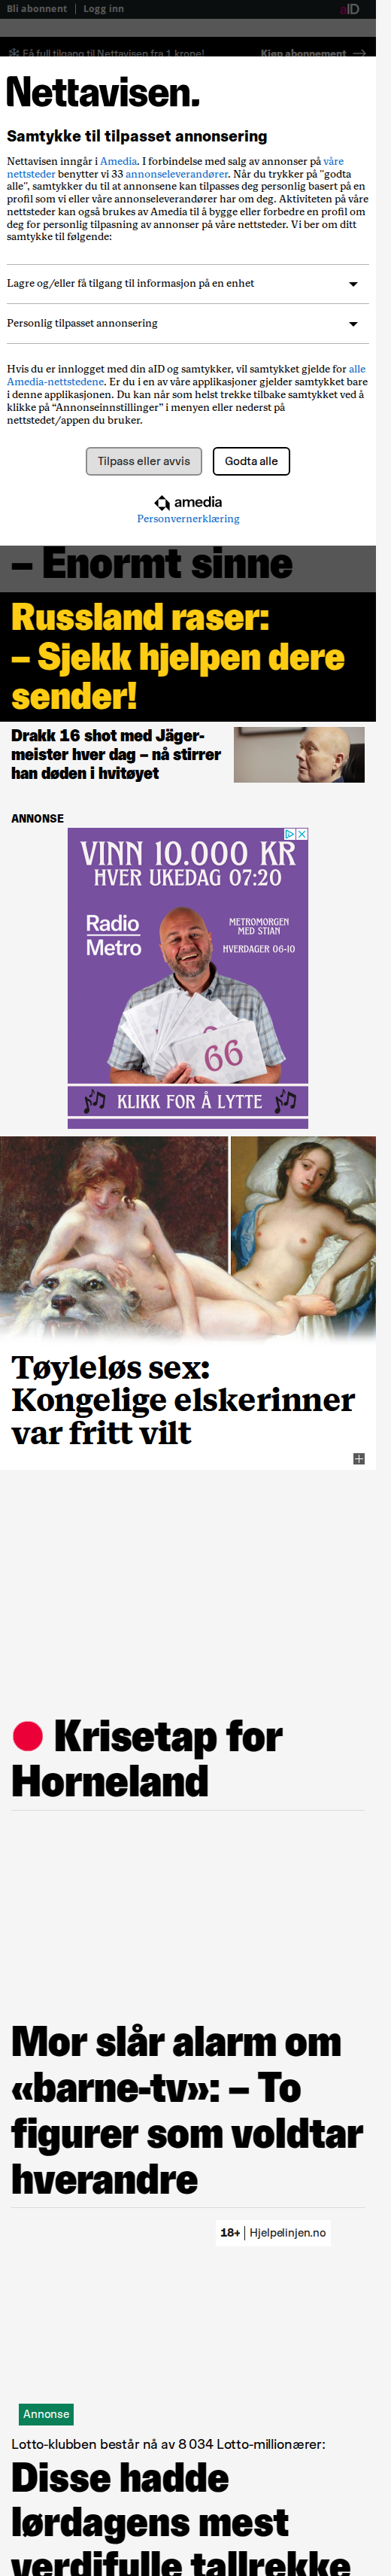 Bli abonnent | Logg inn
aID
Få full tilgang til Nettavisen fra 1 krone!
Kjøp abonnement →
Nettavisen.
Samtykke til tilpasset annonsering
Nettavisen inngår i Amedia. I forbindelse med salg av annonser på våre
nettsteder benytter vi 33 annonseleverandører. Når du trykker på "godta
alle", samtykker du til at annonsene kan tilpasses deg personlig basert på en
profil som vi eller våre annonseleverandører har om deg. Aktiviteten på våre
nettsteder kan også brukes av Amedia til å bygge eller forbedre en profil om
deg for personlig tilpasning av annonser på våre nettsteder. Vi ber om ditt
samtykke til følgende:
Lagre og/eller få tilgang til informasjon på en enhet
Personlig tilpasset annonsering
Hvis du er innlogget med din aID og samtykker, vil samtykket gjelde for alle
Amedia-nettstedene. Er du i en av våre applikasjoner gjelder samtykket bare
i denne applikasjonen. Du kan når som helst trekke tilbake samtykket ved å
klikke på “Annonseinnstillinger” i menyen eller nederst på
nettstedet/appen du bruker.
Tilpass eller avvis
Godta alle
amedia
Personvernerklæring
– Enormt sinne
Russland raser:
– Sjekk hjelpen dere
sender!
Drakk 16 shot med Jäger-
meister hver dag – nå stirrer
han døden i hvitøyet
ANNONSE
VINN 10.000 KR
HVER UKEDAG 07:20
Radio
Metro
METROMORGEN
MED STIAN
HVERDAGER 06-10
66
KLIKK FOR Å LYTTE
Tøyleløs sex:
Kongelige elskerinner
var fritt vilt
Krisetap for
Horneland
Mor slår alarm om
«barne-tv»: – To
figurer som voldtar
hverandre
18+ | Hjelpelinjen.no
Annonse
Lotto-klubben består nå av 8 034 Lotto-millionærer:
Disse hadde
lørdagens mest
verdifulle tallrekke